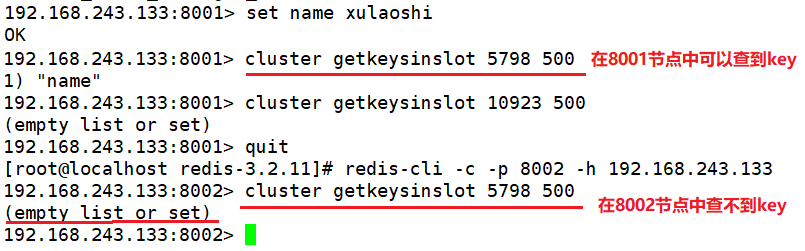 192.168.243.133:8001> set name xulaoshi
OK
192.168.243.133:8001> cluster getkeysinslot 5798 500 在8001节点中可以查到key
1) "name"
192.168.243.133:8001> cluster getkeysinslot 10923 500
(empty list or set)
192.168.243.133:8001> quit
[root@localhost redis-3.2.11]# redis-cli -c -p 8002 -h 192.168.243.133
192.168.243.133:8002> cluster getkeysinslot 5798 500
(empty list or set) 在8002节点中查不到key
192.168.243.133:8002>